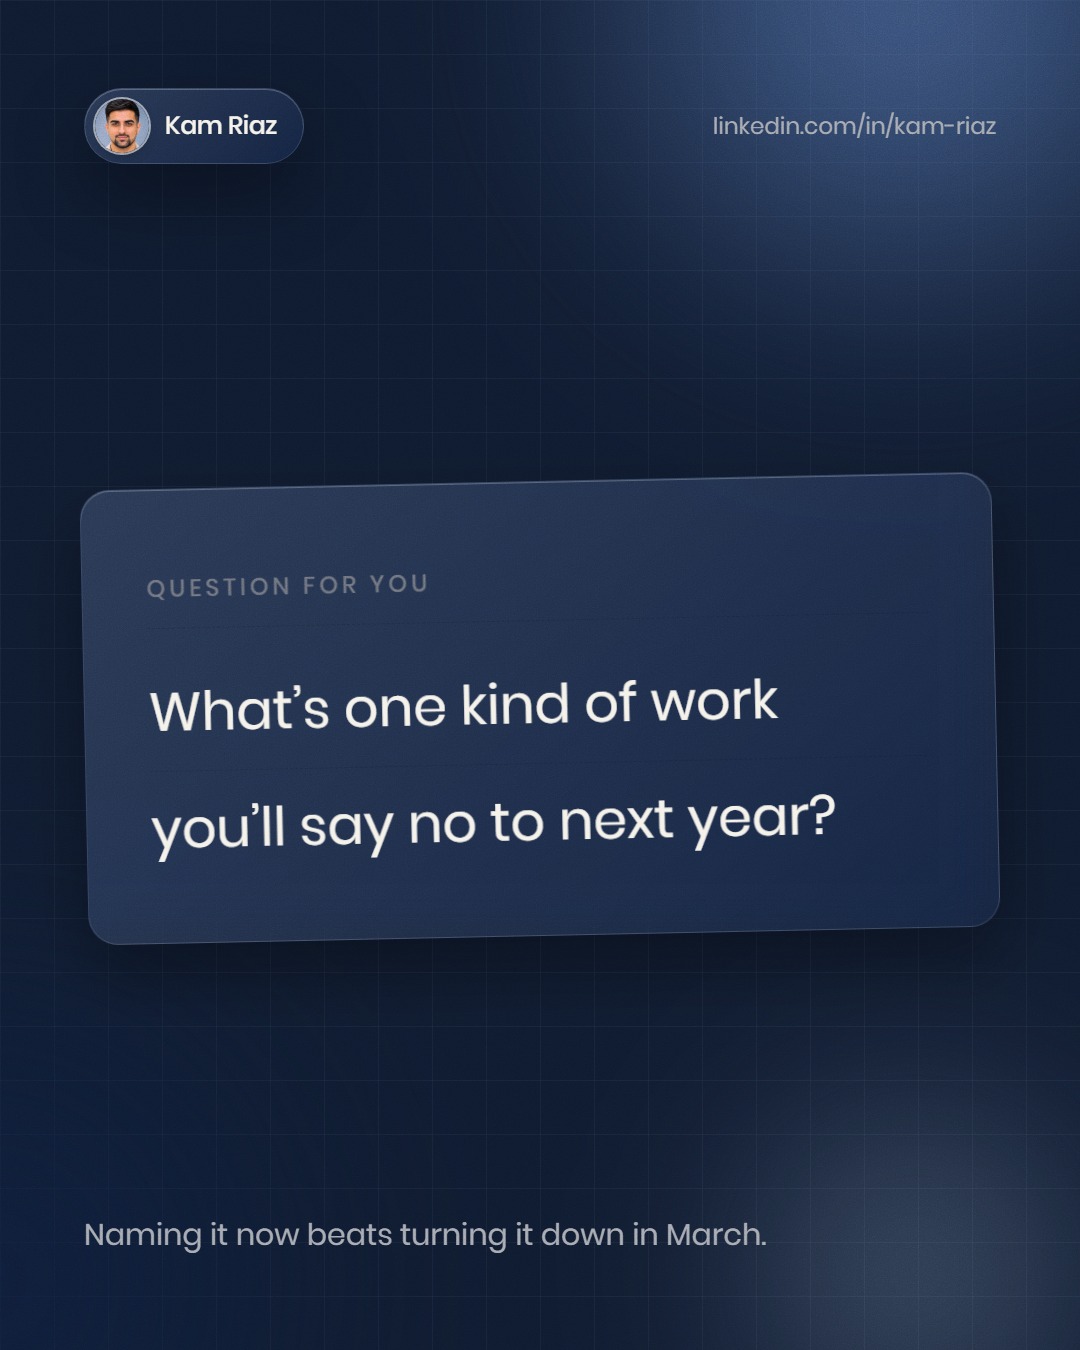 Kam Riaz
linkedin.com/in/kam-riaz
QUESTION FOR YOU
What’s one kind of work
you’ll say no to next year?
Naming it now beats turning it down in March.